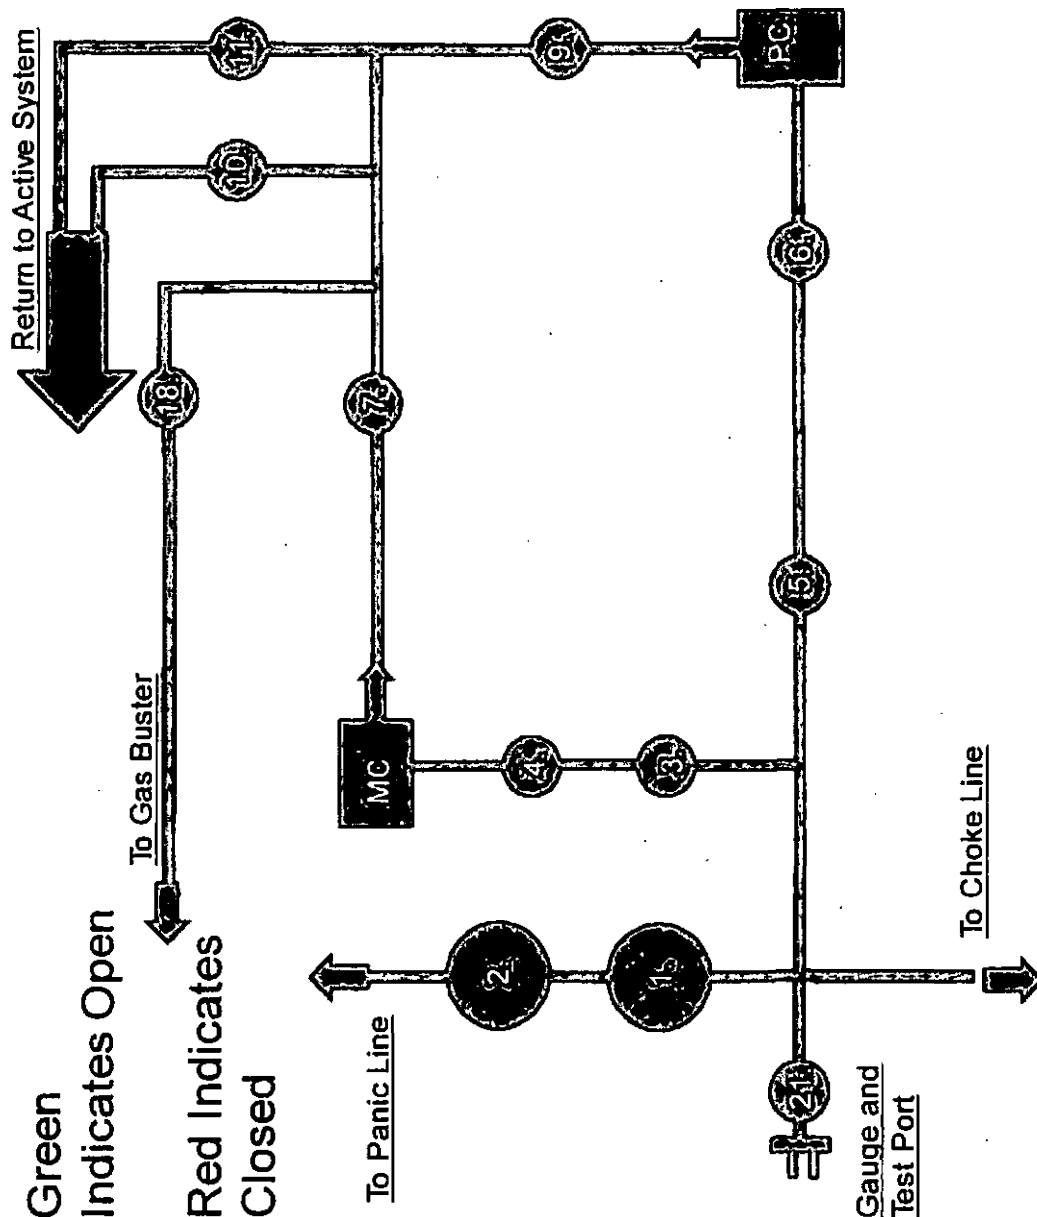 Green
Indicates Open
Red Indicates
Closed
Return to Active System
To Gas Buster
To Panic Line
To Choke Line
Gauge and
Test Port
11
10
18
9
PC
7
6
MC
5
4
3
2
1
21